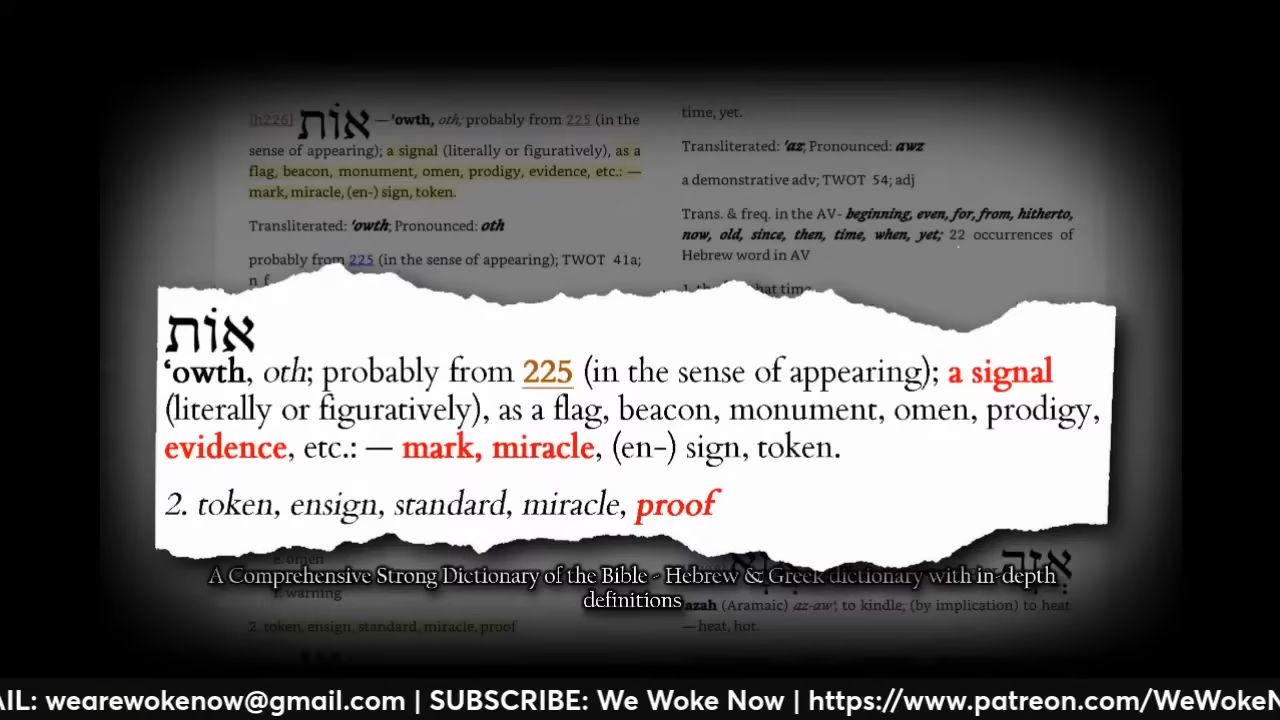 [h226] אוֹת — 'owth, oth; probably from 225 (in the
sense of appearing); a signal (literally or figuratively), as a
flag, beacon, monument, omen, prodigy, evidence, etc.: —
mark, miracle, (en-) sign, token.
Transliterated: 'owth; Pronounced: oth
probably from 225 (in the sense of appearing); TWOT 41a;
n f
time, yet.
Transliterated: 'az; Pronounced: awz
a demonstrative adv; TWOT 54; adj
Trans. & freq. in the AV- beginning, even, for, from, hitherto,
now, old, since, then, time, when, yet; 22 occurrences of
Hebrew word in AV
אוֹת
‘owth, oth; probably from 225 (in the sense of appearing); a signal
(literally or figuratively), as a flag, beacon, monument, omen, prodigy,
evidence, etc.: — mark, miracle, (en-) sign, token.
2. token, ensign, standard, miracle, proof
e. omen
f. warning
2. token, ensign, standard, miracle, proof
azah (Aramaic) az-aw'; to kindle; (by implication) to heat
—heat, hot.
A Comprehensive Strong Dictionary of the Bible - Hebrew & Greek dictionary with in-depth
definitions
AIL: wearewokenow@gmail.com | SUBSCRIBE: We Woke Now | https://www.patreon.com/WeWokeN